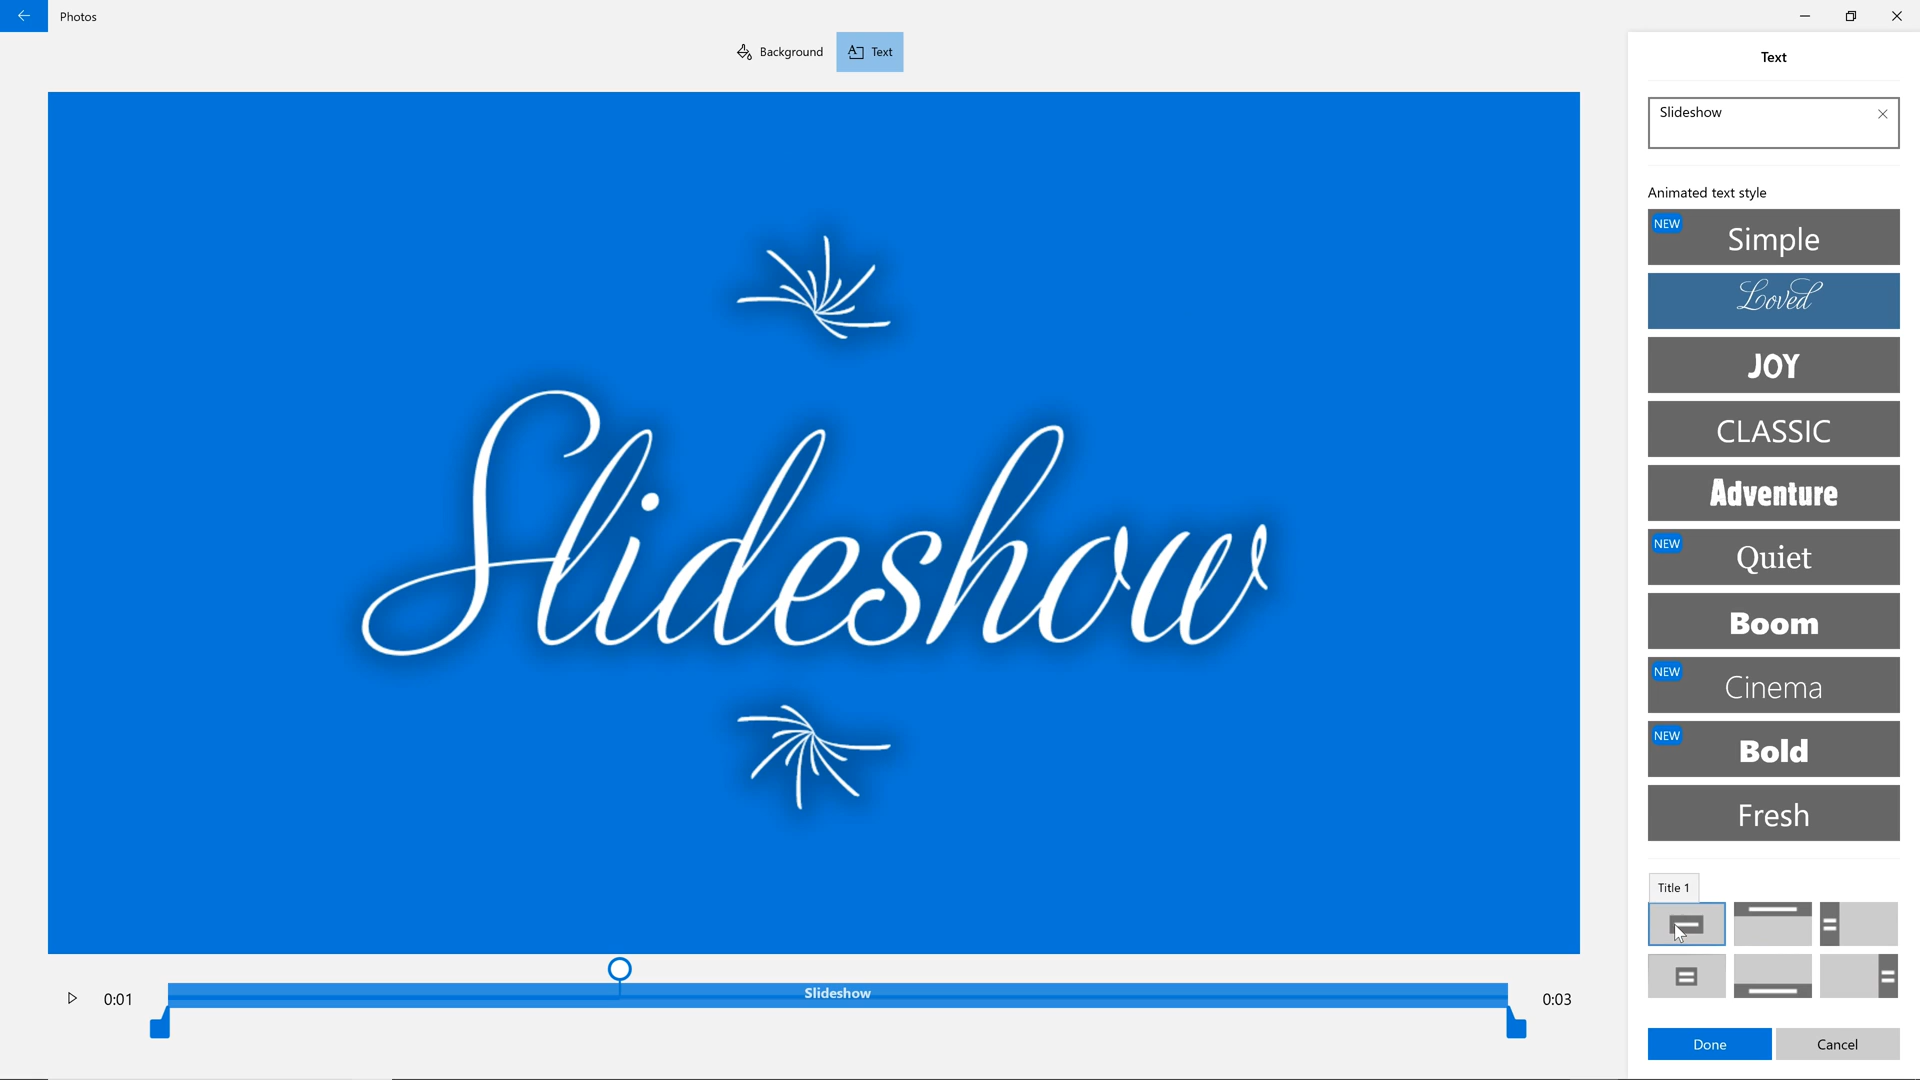 Photos
Background
Text
Text
Slideshow
Animated text style
NEW
Simple
Loved
JOY
CLASSIC
Adventure
NEW
Quiet
Boom
NEW
Cinema
NEW
Bold
Fresh
Title 1
Slideshow
0:01
Slideshow
0:03
Done
Cancel